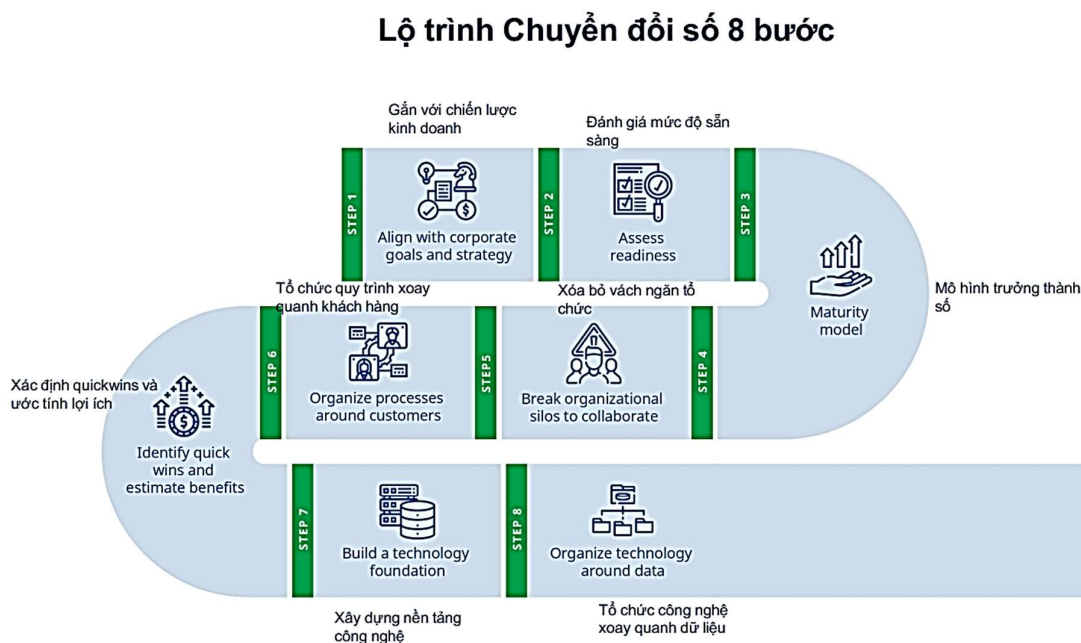 Lộ trình Chuyển đổi số 8 bước
Gắn với chiến lược
kinh doanh
Đánh giá mức độ sẵn
sàng
STEP 1
Align with corporate
goals and strategy
STEP 2
Assess
readiness
STEP 3
Maturity
model
Mô hình trưởng thành
số
Xóa bỏ vách ngăn tổ
chức
STEP 4
Break organizational
silos to collaborate
Tổ chức quy trình xoay
quanh khách hàng
STEP5
Organize processes
around customers
STEP 6
Xác định quickwins và
ước tính lợi ích
Identify quick
wins and
estimate benefits
STEP 7
Build a technology
foundation
Xây dựng nền tảng
công nghệ
STEP 8
Organize technology
around data
Tổ chức công nghệ
xoay quanh dữ liệu